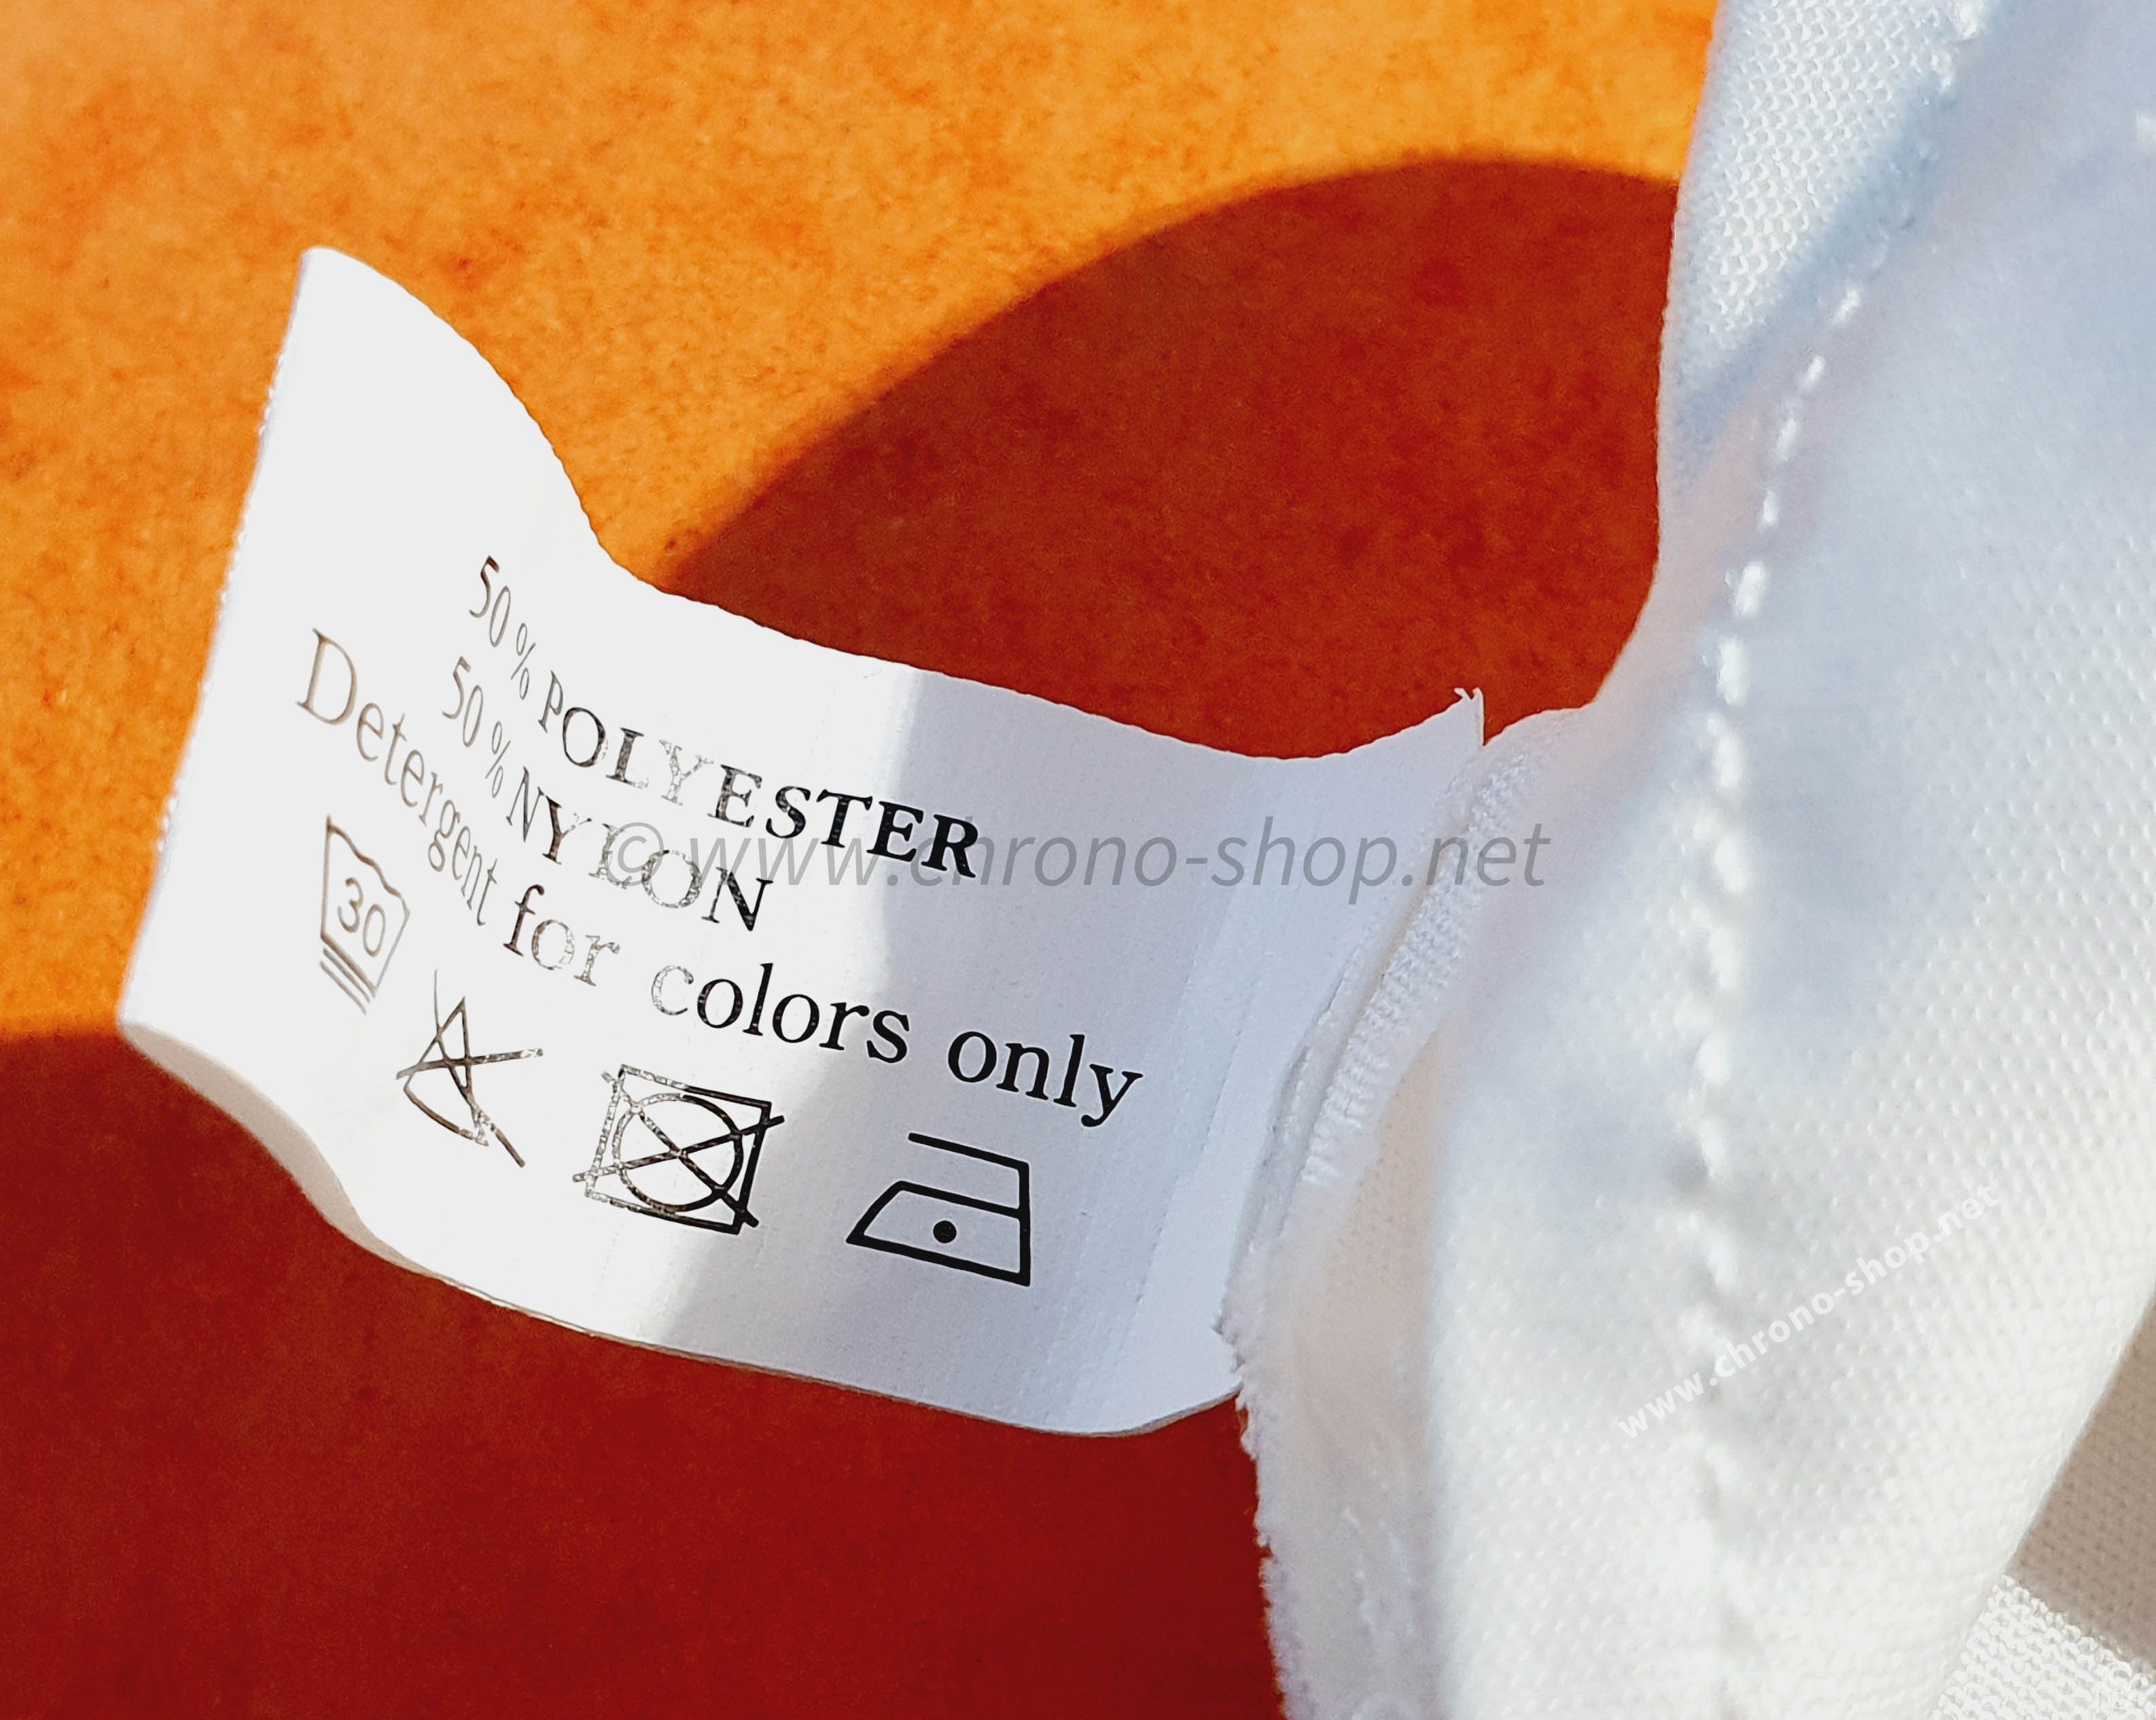 50% POLYESTER
50% NYLON
Detergent for colors only
30
© www.chrono-shop.net
www.chrono-shop.net